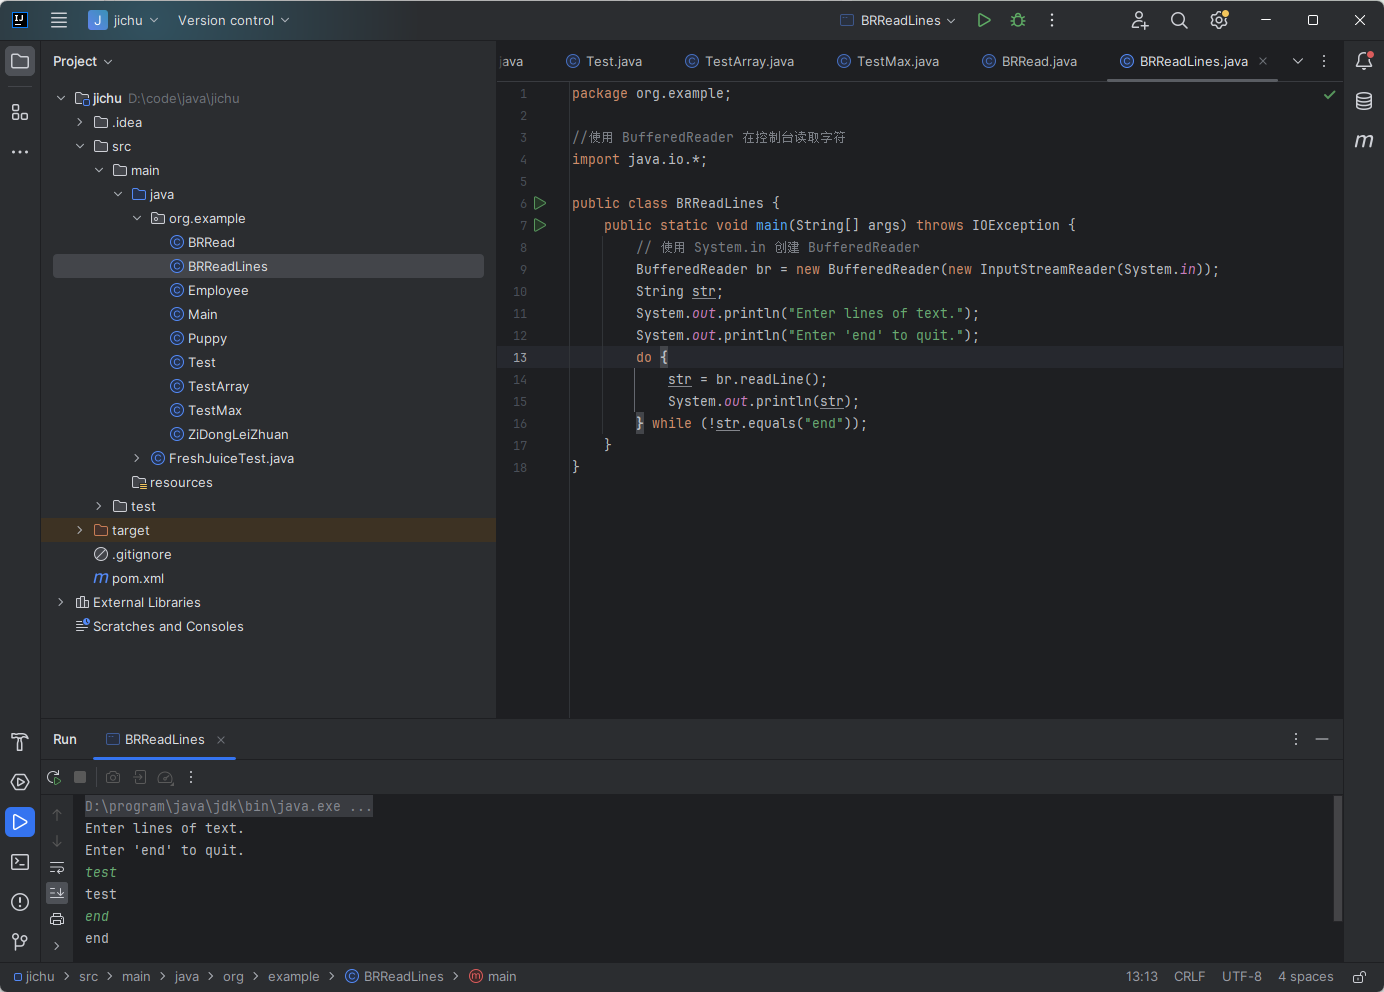 J jichu Version control BRReadLines
Project
java Test.java TestArray.java TestMax.java BRRead.java BRReadLines.java
jichu D:\code\java\jichu
.idea
src
main
java
org.example
BRRead
BRReadLines
Employee
Main
Puppy
Test
TestArray
TestMax
ZiDongLeiZhuan
FreshJuiceTest.java
resources
test
target
.gitignore
pom.xml
External Libraries
Scratches and Consoles
1 package org.example;
2
3 //使用 BufferedReader 在控制台读取字符
4 import java.io.*;
5
6 public class BRReadLines {
7 public static void main(String[] args) throws IOException {
8 // 使用 System.in 创建 BufferedReader
9 BufferedReader br = new BufferedReader(new InputStreamReader(System.in));
10 String str;
11 System.out.println("Enter lines of text.");
12 System.out.println("Enter 'end' to quit.");
13 do {
14 str = br.readLine();
15 System.out.println(str);
16 } while (!str.equals("end"));
17 }
18 }
Run BRReadLines
D:\program\java\jdk\bin\java.exe ...
Enter lines of text.
Enter 'end' to quit.
test
test
end
end
jichu > src > main > java > org > example > BRReadLines > main 13:13 CRLF UTF-8 4 spaces